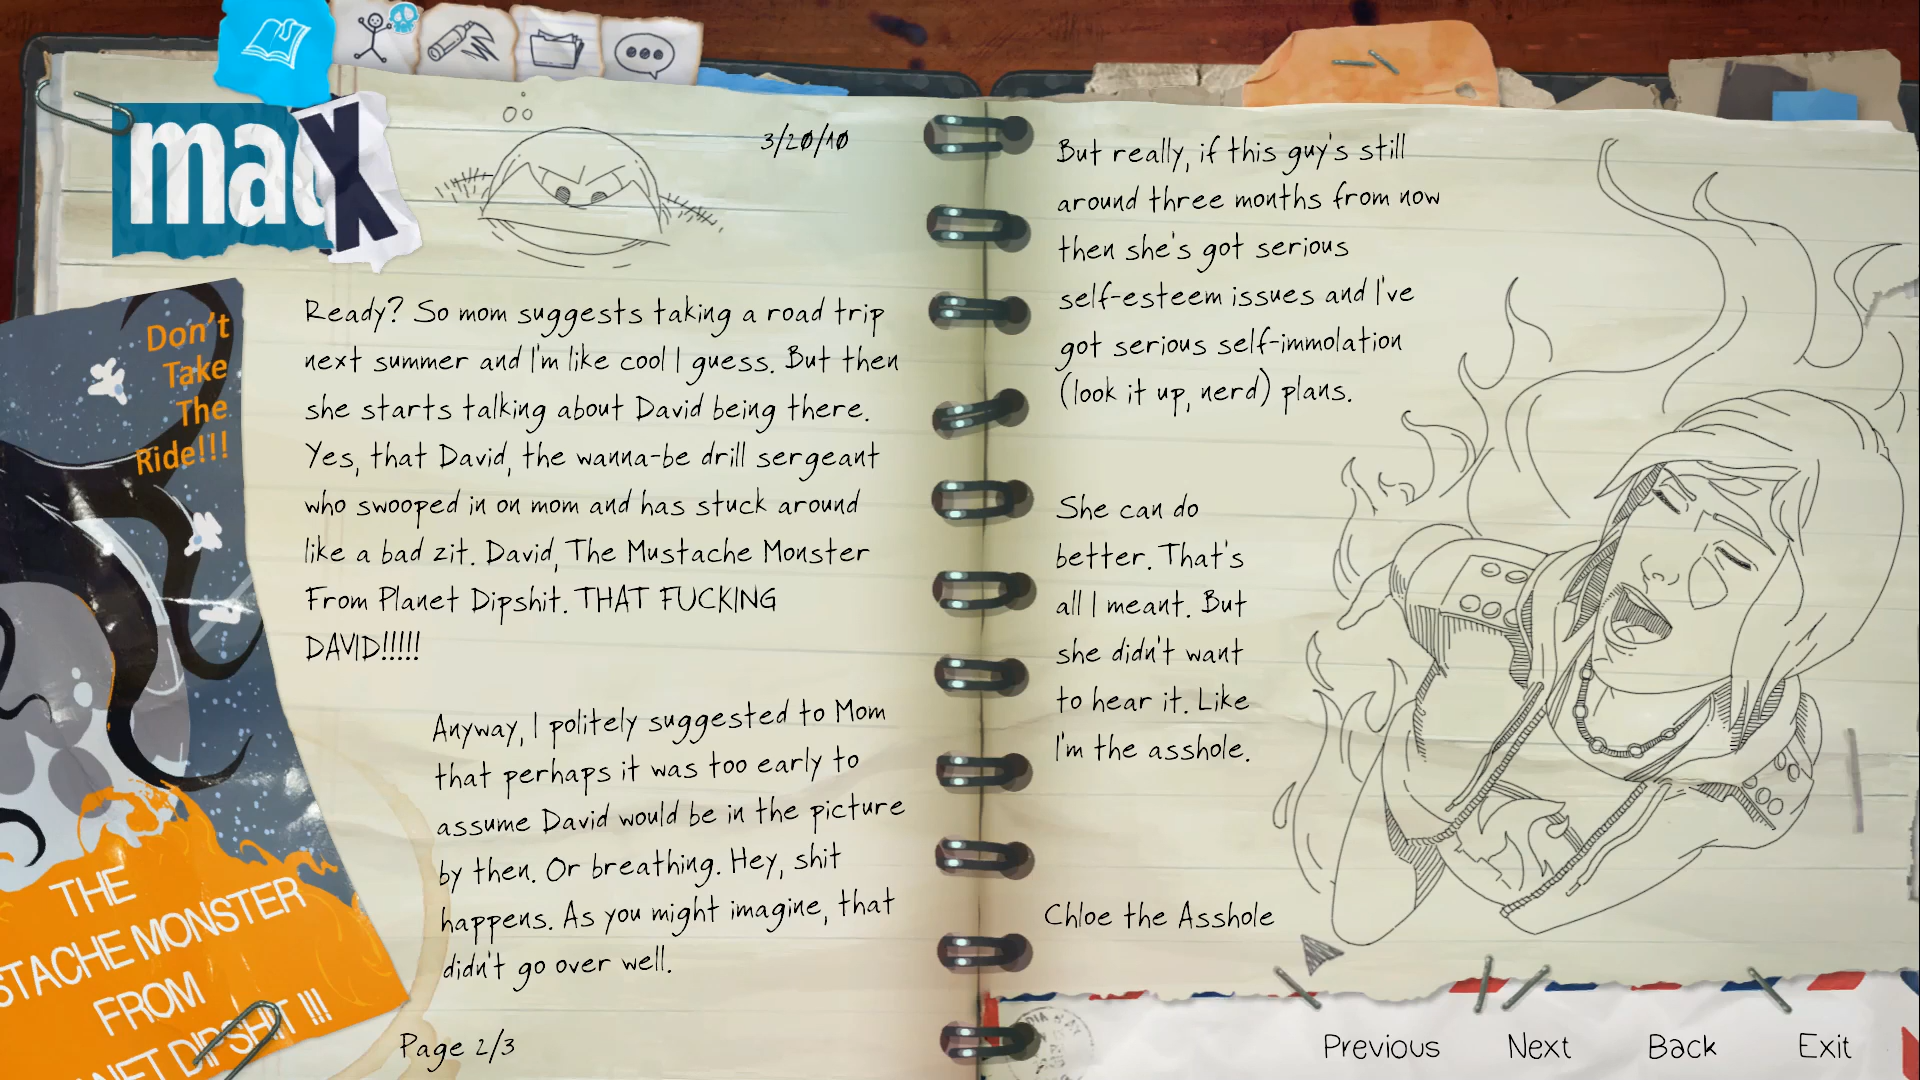 maX
3/20/10
Don't
Take
The
Ride!!!
Ready? So mom suggests taking a road trip
next summer and I'm like cool I guess. But then
she starts talking about David being there.
Yes, that David, the wanna-be drill sergeant
who swooped in on mom and has stuck around
like a bad zit. David, The Mustache Monster
From Planet Dipshit. THAT FUCKING
DAVID!!!!!
Anyway, I politely suggested to Mom
that perhaps it was too early to
assume David would be in the picture
by then. Or breathing. Hey, shit
happens. As you might imagine, that
didn't go over well.
THE
STACHE MONSTER
FROM
NET DIPSHIT !!!
Page 2/3
But really, if this guy's still
around three months from now
then she's got serious
self-esteem issues and I've
got serious self-immolation
(look it up, nerd) plans.
She can do
better. That's
all I meant. But
she didn't want
to hear it. Like
I'm the asshole.
Chloe the Asshole
Previous
Next
Back
Exit